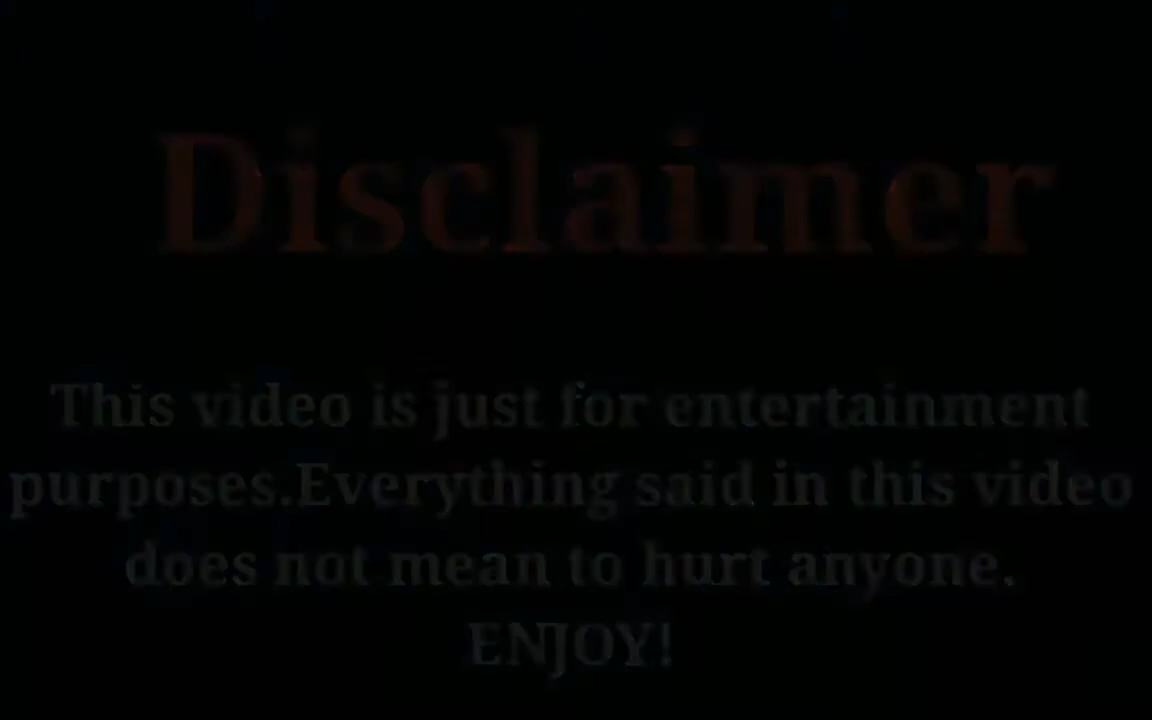 Disclaimer
This video is just for entertainment
purposes.Everything said in this video
does not mean to hurt anyone.
ENJOY!